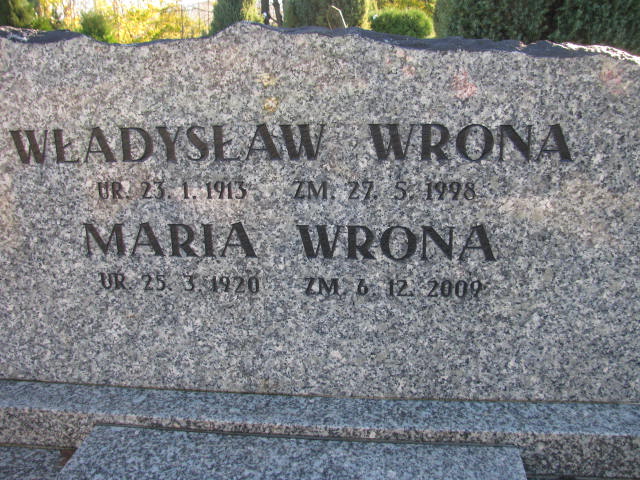 WŁADYSŁAW WRONA
UR. 23. 1. 1913 ZM. 27. 5. 1998
MARIA WRONA
UR. 25. 3. 1920 ZM. 6. 12. 2009